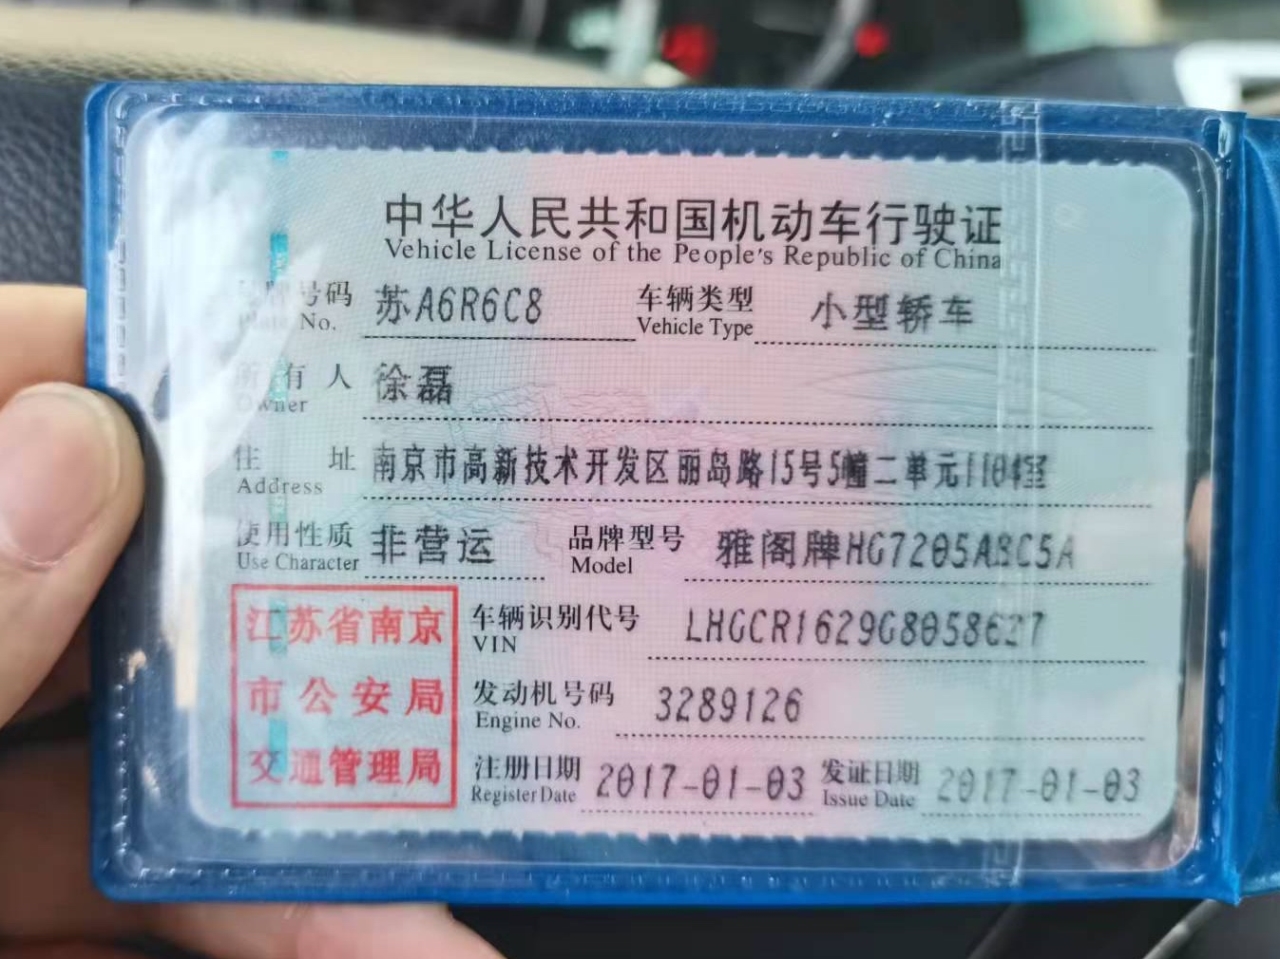 中华人民共和国机动车行驶证
Vehicle License of the People's Republic of China
号牌号码 苏A6R6C8 车辆类型 小型轿车
Plate No. Vehicle Type
所有人 徐磊
Owner
住址 南京市高新技术开发区丽岛路15号5幢二单元1104室
Address
使用性质 非营运 品牌型号 雅阁牌HG7205ABC5A
Use Character Model
江苏省南京
市公安局
交通管理局
车辆识别代号 LHGCR1629G8058627
VIN
发动机号码 3289126
Engine No.
注册日期 2017-01-03 发证日期 2017-01-03
Register Date Issue Date